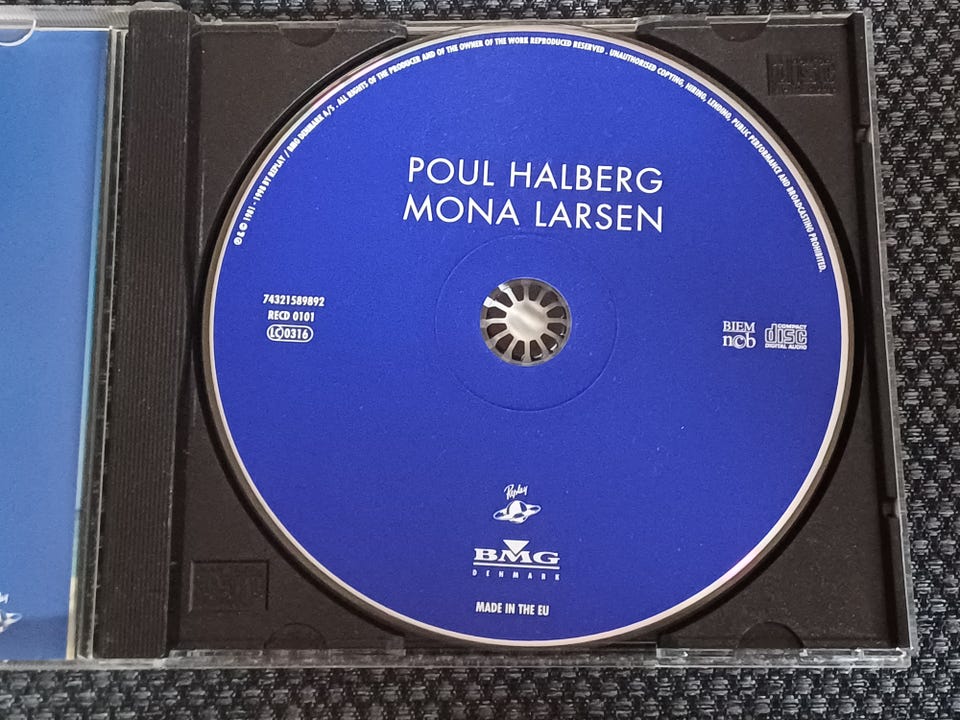 ℗ & © 1981 - 1998 BY REPLAY / BMG DENMARK A/S . ALL RIGHTS OF THE PRODUCER AND OF THE OWNER OF THE WORK REPRODUCED RESERVED . UNAUTHORISED COPYING, HIRING, LENDING, PUBLIC PERFORMANCE AND BROADCASTING PROHIBITED.
POUL HALBERG
MONA LARSEN
74321589892
RECD 0101
LC 0316
BIEM
ncb
COMPACT
disc
DIGITAL AUDIO
Replay
BMG
DENMARK
MADE IN THE EU